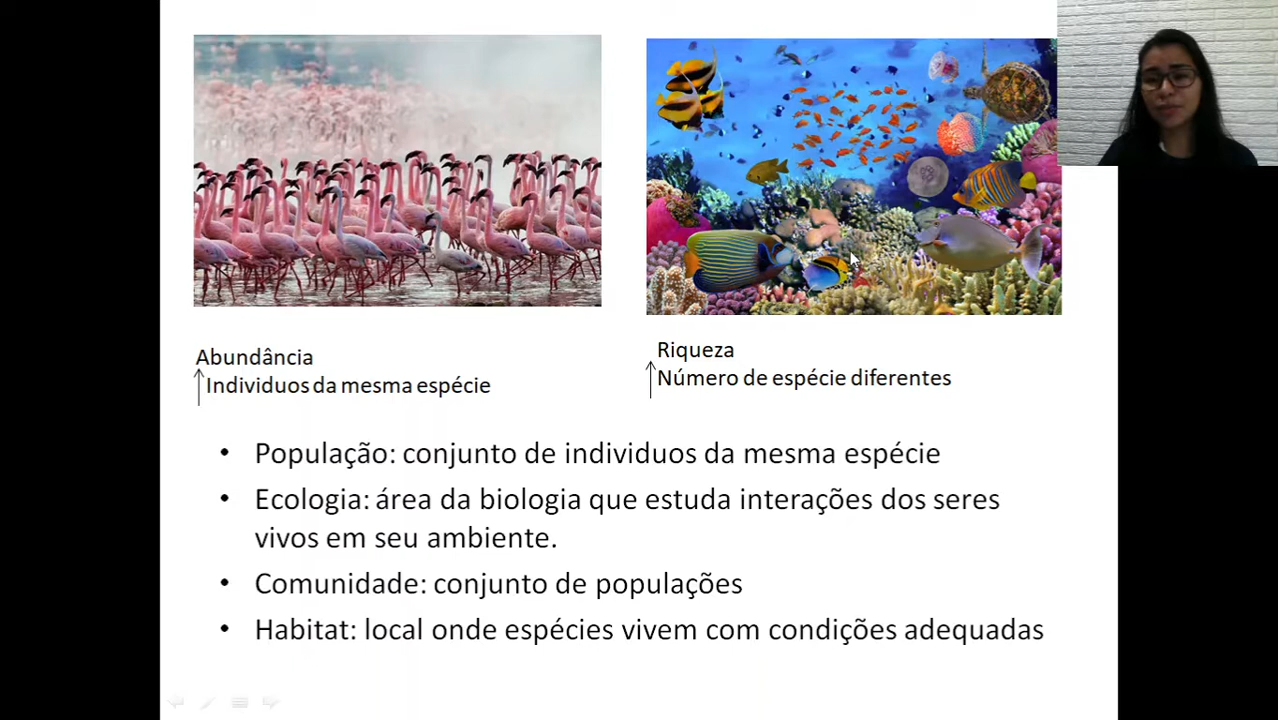 Abundância
Individuos da mesma espécie
Riqueza
Número de espécie diferentes
• População: conjunto de individuos da mesma espécie
• Ecologia: área da biologia que estuda interações dos seres
vivos em seu ambiente.
• Comunidade: conjunto de populações
• Habitat: local onde espécies vivem com condições adequadas